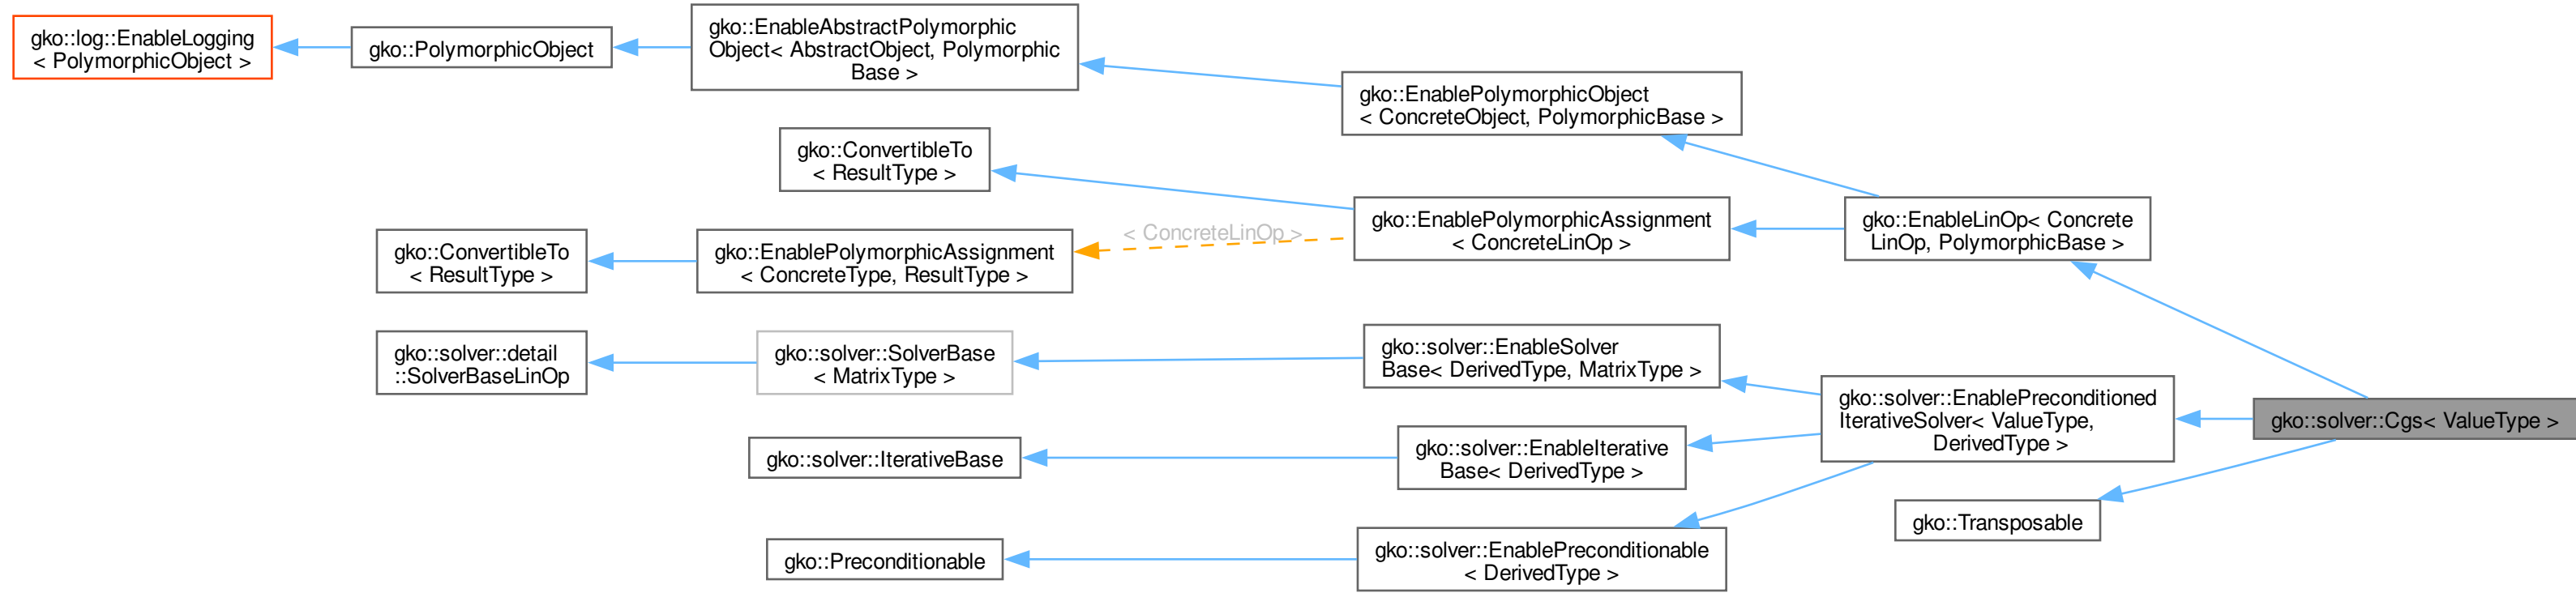 gko::log::EnableLogging
< PolymorphicObject >
gko::PolymorphicObject
gko::EnableAbstractPolymorphic
Object< AbstractObject, Polymorphic
Base >
gko::EnablePolymorphicObject
< ConcreteObject, PolymorphicBase >
gko::ConvertibleTo
< ResultType >
gko::EnablePolymorphicAssignment
< ConcreteLinOp >
gko::EnableLinOp< Concrete
LinOp, PolymorphicBase >
< ConcreteLinOp >
gko::ConvertibleTo
< ResultType >
gko::EnablePolymorphicAssignment
< ConcreteType, ResultType >
gko::solver::detail
::SolverBaseLinOp
gko::solver::SolverBase
< MatrixType >
gko::solver::EnableSolver
Base< DerivedType, MatrixType >
gko::solver::EnablePreconditioned
IterativeSolver< ValueType,
DerivedType >
gko::solver::Cgs< ValueType >
gko::solver::IterativeBase
gko::solver::EnableIterative
Base< DerivedType >
gko::Transposable
gko::Preconditionable
gko::solver::EnablePreconditionable
< DerivedType >